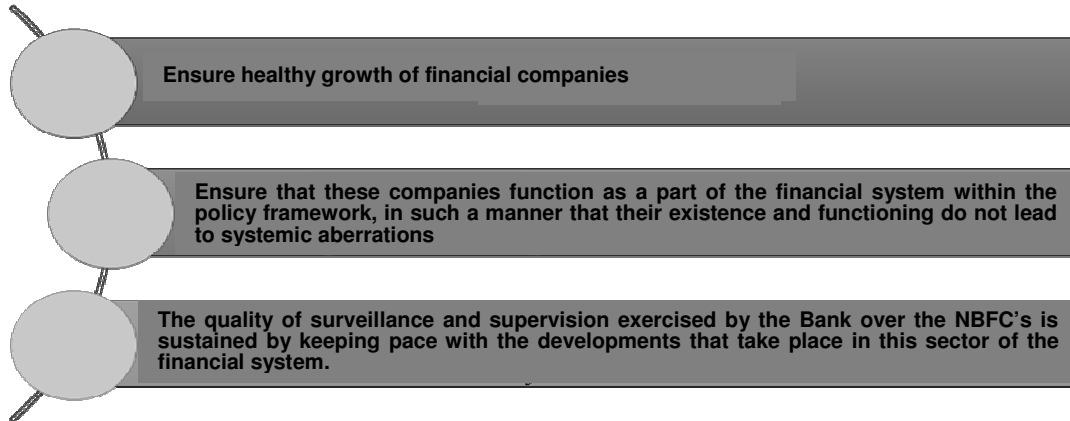 Ensure healthy growth of financial companies
Ensure that these companies function as a part of the financial system within the
policy framework, in such a manner that their existence and functioning do not lead
to systemic aberrations
The quality of surveillance and supervision exercised by the Bank over the NBFC's is
sustained by keeping pace with the developments that take place in this sector of the
financial system.